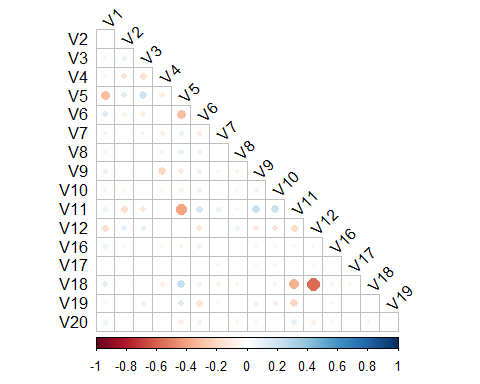 V1
V2 V2
V3 V3
V4 V4
V5 V5
V6 V6
V7 V7
V8 V8
V9 V9
V10 V10
V11 V11
V12 V12
V16 V16
V17 V17
V18 V18
V19 V19
V20
-1 -0.8 -0.6 -0.4 -0.2 0 0.2 0.4 0.6 0.8 1